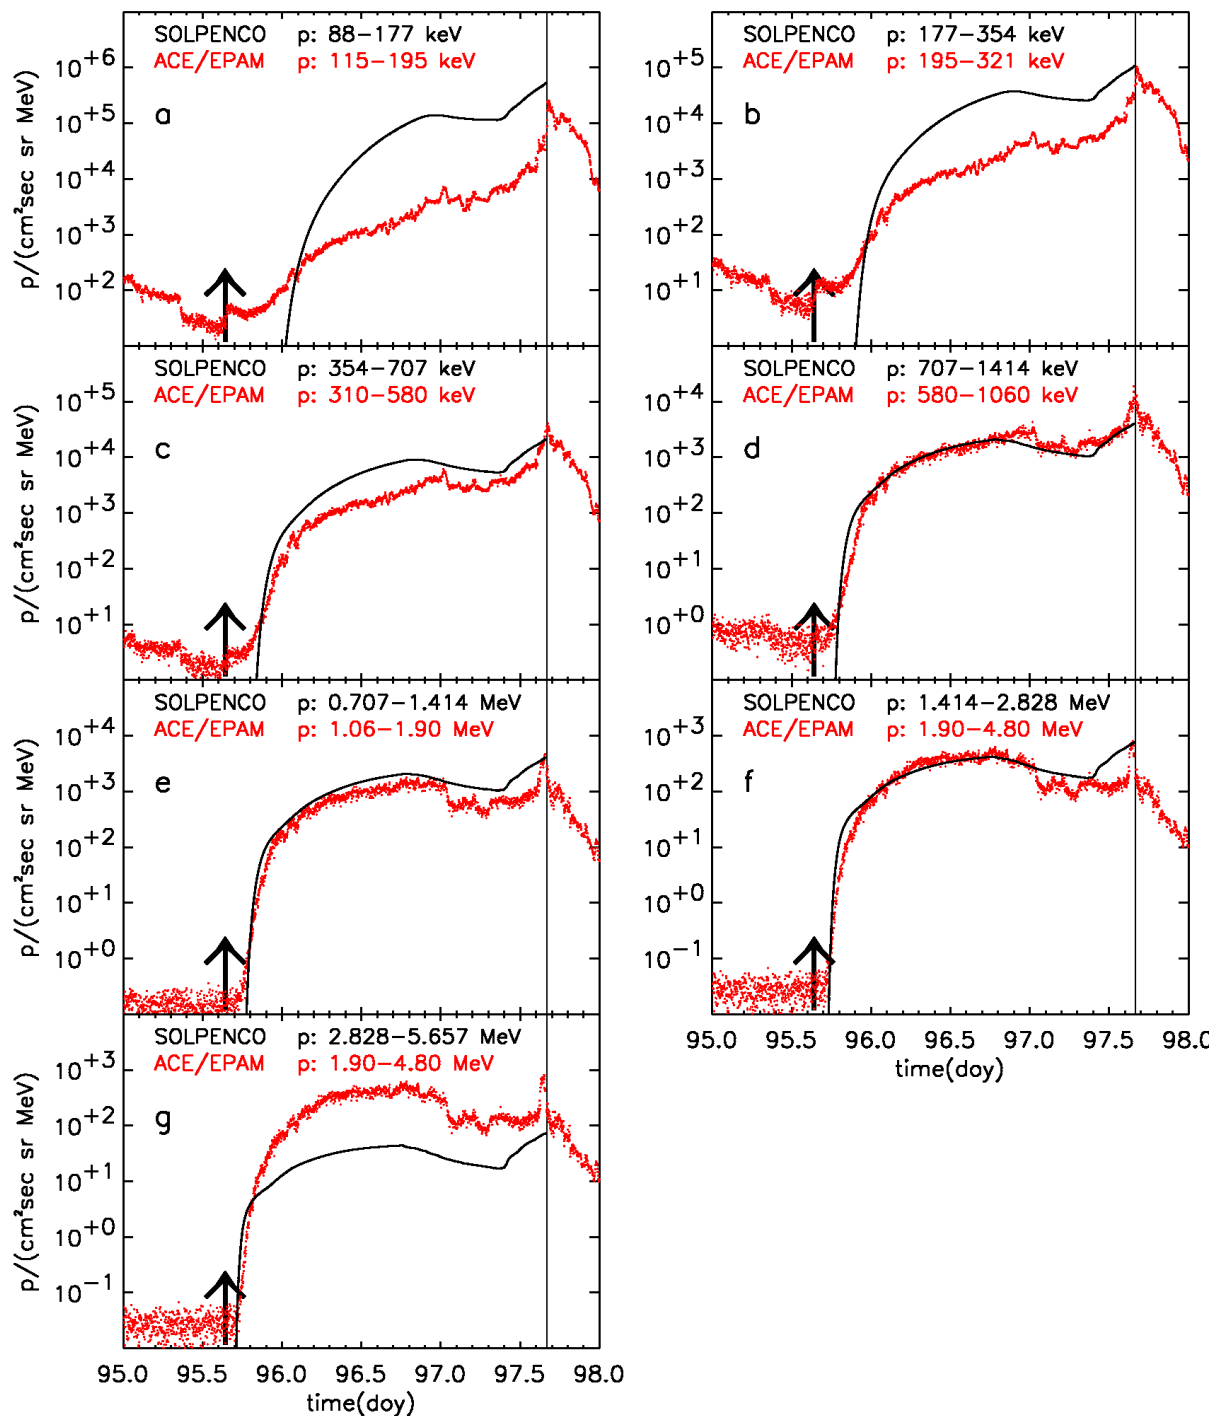 SOLPENCO p: 88−177 keV
ACE/EPAM p: 115−195 keV
a
10+6
10+5
10+4
10+3
10+2
p/(cm²sec sr MeV)
SOLPENCO p: 177−354 keV
ACE/EPAM p: 195−321 keV
b
10+5
10+4
10+3
10+2
10+1
SOLPENCO p: 354−707 keV
ACE/EPAM p: 310−580 keV
c
10+5
10+4
10+3
10+2
10+1
p/(cm²sec sr MeV)
SOLPENCO p: 707−1414 keV
ACE/EPAM p: 580−1060 keV
d
10+4
10+3
10+2
10+1
10+0
SOLPENCO p: 0.707−1.414 MeV
ACE/EPAM p: 1.06−1.90 MeV
e
10+4
10+3
10+2
10+1
10+0
p/(cm²sec sr MeV)
SOLPENCO p: 1.414−2.828 MeV
ACE/EPAM p: 1.90−4.80 MeV
f
10+3
10+2
10+1
10+0
10−1
95.0 95.5 96.0 96.5 97.0 97.5 98.0
time(doy)
SOLPENCO p: 2.828−5.657 MeV
ACE/EPAM p: 1.90−4.80 MeV
g
10+3
10+2
10+1
10+0
10−1
p/(cm²sec sr MeV)
95.0 95.5 96.0 96.5 97.0 97.5 98.0
time(doy)